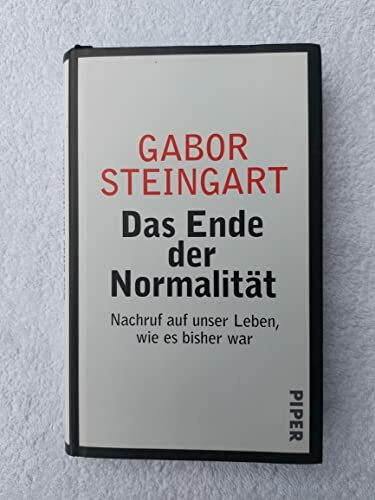 GABOR
STEINGART
Das Ende
der
Normalität
Nachruf auf unser Leben,
wie es bisher war
PIPER